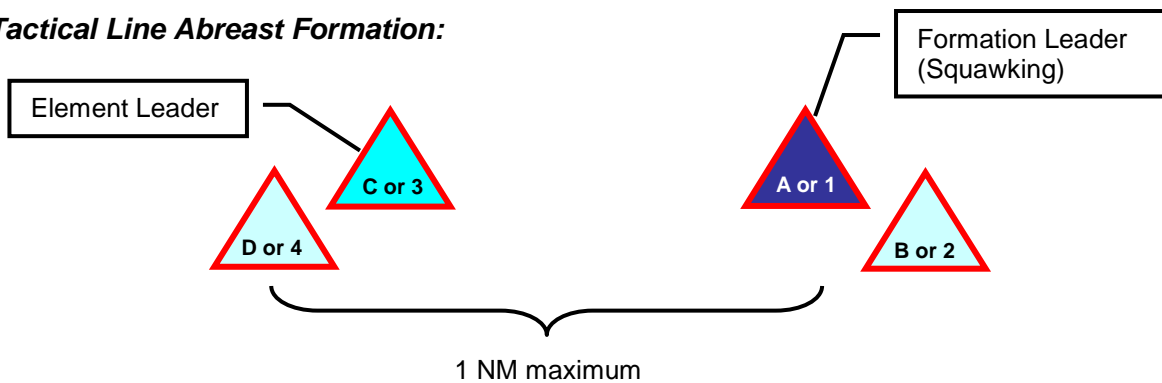 Tactical Line Abreast Formation:
Formation Leader
(Squawking)
Element Leader
C or 3
A or 1
D or 4
B or 2
1 NM maximum